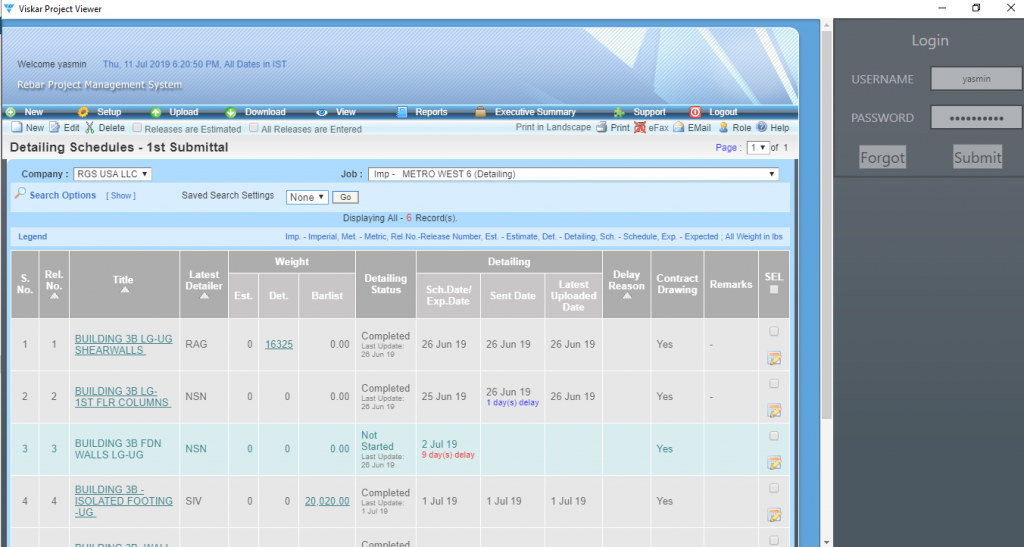 Viskar Project Viewer
Welcome yasmin Thu, 11 Jul 2019 6:20:50 PM, All Dates in IST
Rebar Project Management System
New Setup Upload Download View Reports Executive Summary Support Logout
New Edit Delete Releases are Estimated All Releases are Entered Print in Landscape Print eFax EMail Role Help
Detailing Schedules - 1st Submittal Page : 1 of 1
Company : RGS USA LLC Job : Imp - METRO WEST 6 (Detailing)
Search Options [ Show ] Saved Search Settings None Go
Displaying All - 6 Record(s).
Legend Imp. - Imperial, Met. - Metric, Rel.No.-Release Number, Est. - Estimate, Det. - Detailing, Sch. - Schedule, Exp. - Expected ; All Weight in lbs
S. No. Rel. No. Title Latest Detailer Weight Detailing Status Detailing Delay Reason Contract Drawing Remarks SEL
Est. Det. Barlist Sch.Date/ Exp.Date Sent Date Latest Uploaded Date
1 1 BUILDING 3B LG-UG SHEARWALLS RAG 0 16325 0.00 Completed Last Update: 26 Jun 19 26 Jun 19 26 Jun 19 26 Jun 19 Yes -
2 2 BUILDING 3B LG-1ST FLR COLUMNS NSN 0 0 0.00 Completed Last Update: 26 Jun 19 25 Jun 19 26 Jun 19 1 day(s) delay 26 Jun 19 Yes -
3 3 BUILDING 3B FDN WALLS LG-UG NSN 0 0 0.00 Not Started Last Update: 26 Jun 19 2 Jul 19 9 day(s) delay Yes
4 4 BUILDING 3B - ISOLATED FOOTING -UG SIV 0 0 20,020.00 Completed Last Update: 1 Jul 19 1 Jul 19 1 Jul 19 1 Jul 19 Yes
BUILDING 3B- WALL Completed
Login
USERNAME yasmin
PASSWORD ••••••••••
Forgot Submit